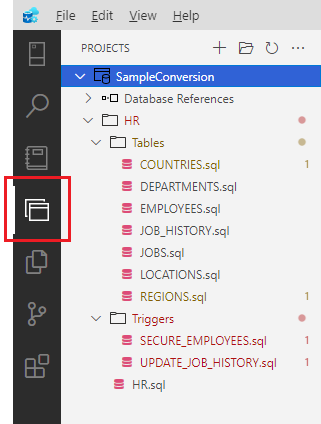 File Edit View Help
PROJECTS
SampleConversion
Database References
HR
Tables
COUNTRIES.sql 1
DEPARTMENTS.sql
EMPLOYEES.sql
JOB_HISTORY.sql
JOBS.sql
LOCATIONS.sql
REGIONS.sql 1
Triggers
SECURE_EMPLOYEES.sql 1
UPDATE_JOB_HISTORY.sql 1
HR.sql